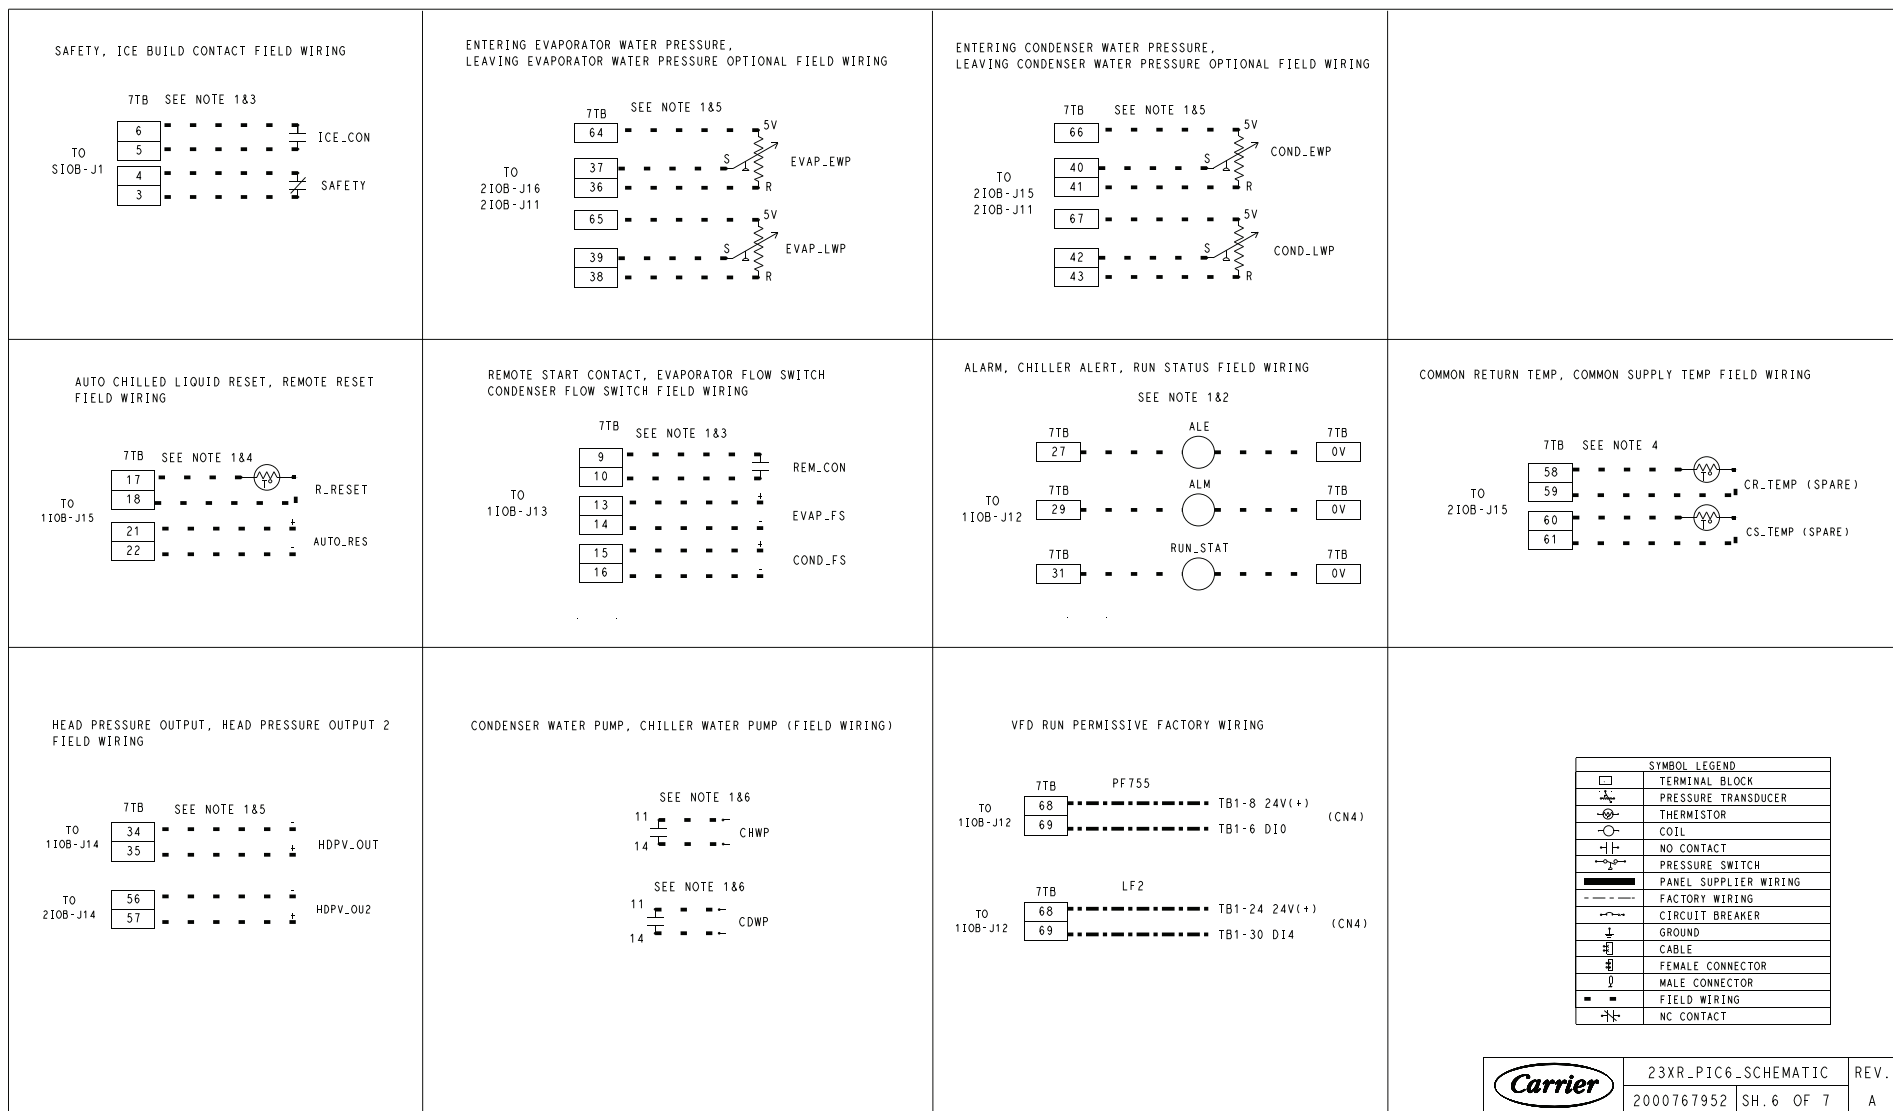 SAFETY, ICE BUILD CONTACT FIELD WIRING
7TB SEE NOTE 1&3
6
5
4
3
TO
SIOB-J1
ICE_CON
SAFETY
ENTERING EVAPORATOR WATER PRESSURE,
LEAVING EVAPORATOR WATER PRESSURE OPTIONAL FIELD WIRING
7TB SEE NOTE 1&5
64
37
36
65
39
38
TO
2IOB-J16
2IOB-J11
5V
S
R
EVAP_EWP
5V
S
R
EVAP_LWP
ENTERING CONDENSER WATER PRESSURE,
LEAVING CONDENSER WATER PRESSURE OPTIONAL FIELD WIRING
7TB SEE NOTE 1&5
66
40
41
67
42
43
TO
2IOB-J15
2IOB-J11
5V
S
R
COND_EWP
5V
S
R
COND_LWP
AUTO CHILLED LIQUID RESET, REMOTE RESET
FIELD WIRING
7TB SEE NOTE 1&4
17
18
21
22
TO
1IOB-J15
R_RESET
+
AUTO_RES
-
REMOTE START CONTACT, EVAPORATOR FLOW SWITCH
CONDENSER FLOW SWITCH FIELD WIRING
7TB SEE NOTE 1&3
9
10
13
14
15
16
TO
1IOB-J13
REM_CON
+
EVAP_FS
-
+
COND_FS
-
ALARM, CHILLER ALERT, RUN STATUS FIELD WIRING
SEE NOTE 1&2
7TB ALE 7TB
27 0V
TO
1IOB-J12
7TB ALM 7TB
29 0V
7TB RUN_STAT 7TB
31 0V
COMMON RETURN TEMP, COMMON SUPPLY TEMP FIELD WIRING
7TB SEE NOTE 4
58
59
60
61
TO
2IOB-J15
CR_TEMP (SPARE)
CS_TEMP (SPARE)
HEAD PRESSURE OUTPUT, HEAD PRESSURE OUTPUT 2
FIELD WIRING
7TB SEE NOTE 1&5
TO
1IOB-J14
34
35
-
+
HDPV_OUT
TO
2IOB-J14
56
57
-
+
HDPV_OU2
CONDENSER WATER PUMP, CHILLER WATER PUMP (FIELD WIRING)
SEE NOTE 1&6
11
14
CHWP
SEE NOTE 1&6
11
14
CDWP
VFD RUN PERMISSIVE FACTORY WIRING
7TB PF755
TO
1IOB-J12
68 TB1-8 24V(+)
69 TB1-6 DI0
(CN4)
7TB LF2
TO
1IOB-J12
68 TB1-24 24V(+)
69 TB1-30 DI4
(CN4)
SYMBOL LEGEND
TERMINAL BLOCK
PRESSURE TRANSDUCER
THERMISTOR
COIL
NO CONTACT
PRESSURE SWITCH
PANEL SUPPLIER WIRING
FACTORY WIRING
CIRCUIT BREAKER
GROUND
CABLE
FEMALE CONNECTOR
MALE CONNECTOR
FIELD WIRING
NC CONTACT
Carrier
23XR_PIC6_SCHEMATIC REV.
2000767952 SH.6 OF 7 A